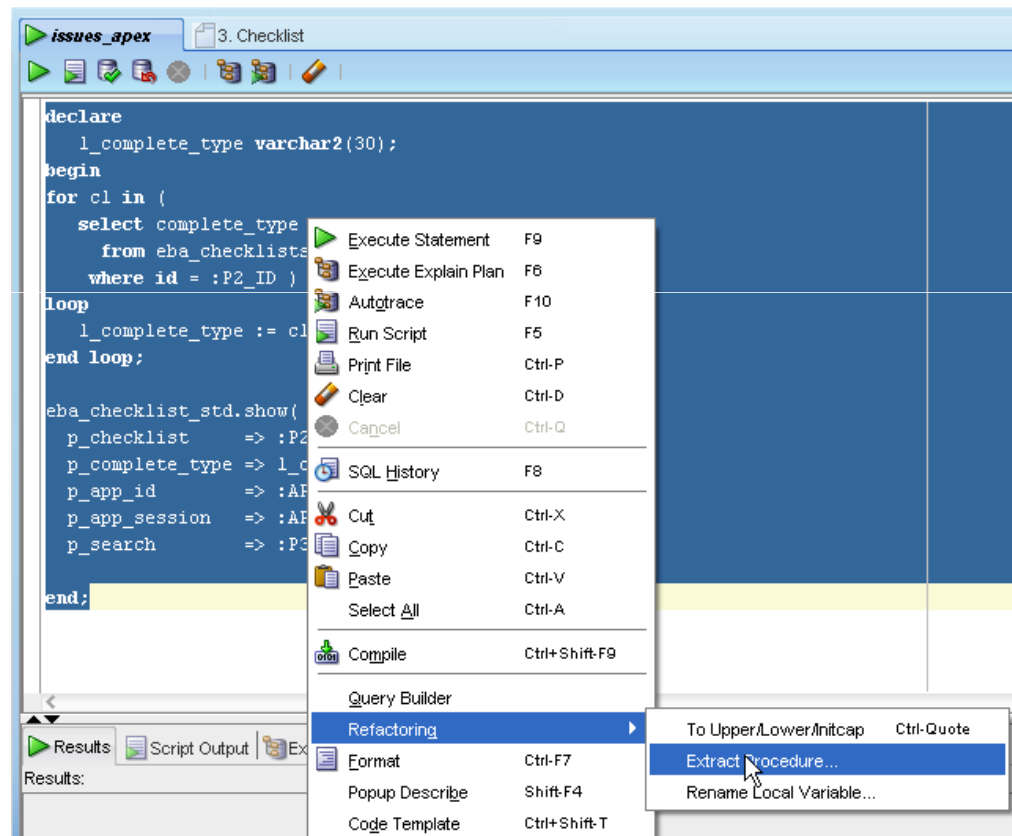 issues_apex
3. Checklist
declare
l_complete_type varchar2(30);
begin
for cl in (
select complete_type
from eba_checklists
where id = :P2_ID )
loop
l_complete_type := cl
end loop;
eba_checklist_std.show(
p_checklist => :P2
p_complete_type => l_c
p_app_id => :AP
p_app_session => :AP
p_search => :P3
end;
Execute Statement F9
Execute Explain Plan F6
Autotrace F10
Run Script F5
Print File Ctrl-P
Clear Ctrl-D
Cancel Ctrl-Q
SQL History F8
Cut Ctrl-X
Copy Ctrl-C
Paste Ctrl-V
Select All Ctrl-A
Compile Ctrl+Shift-F9
Query Builder
Refactoring
Format Ctrl-F7
Popup Describe Shift-F4
Code Template Ctrl+Shift-T
To Upper/Lower/Initcap Ctrl-Quote
Extract Procedure...
Rename Local Variable...
Results
Script Output
Ex
Results: